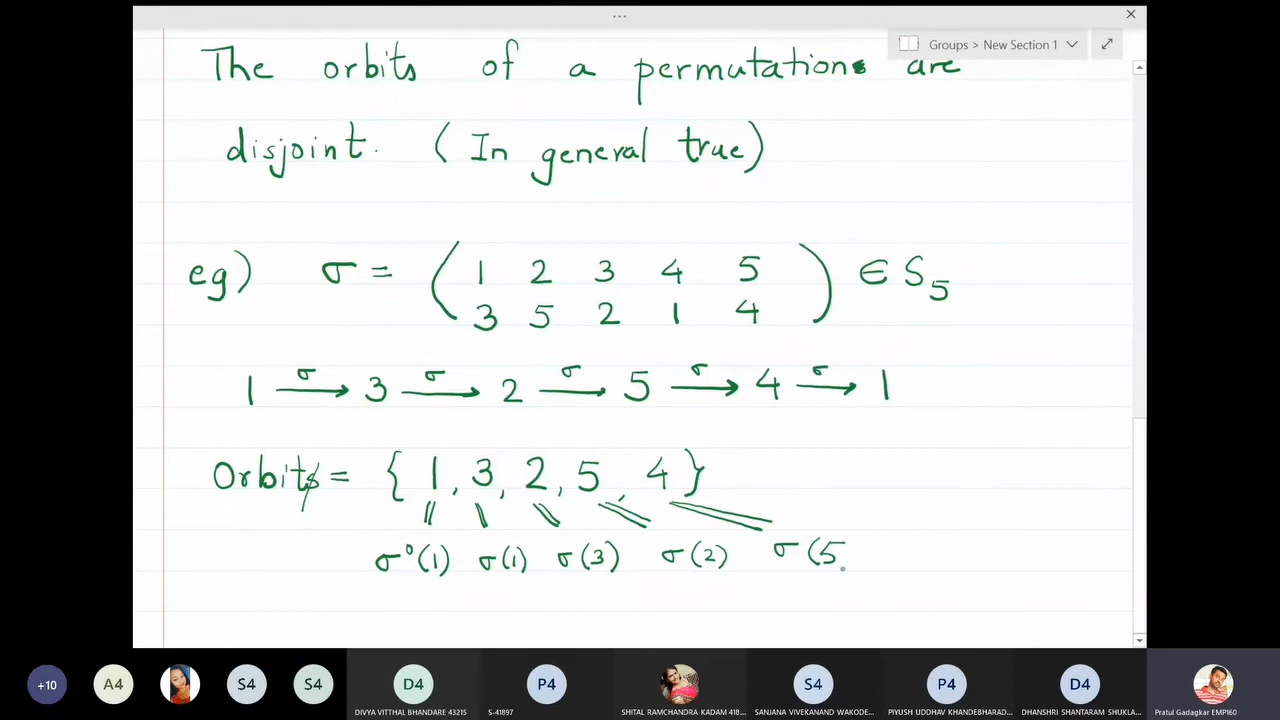 Groups > New Section 1
The orbits of a permutations are
disjoint. (In general true)
eg) σ = ( 1 2 3 4 5
3 5 2 1 4 ) ∈ S₅
1 —σ→ 3 —σ→ 2 —σ→ 5 —σ→ 4 —σ→ 1
Orbits = { 1, 3, 2, 5, 4 }
σ⁰(1) σ(1) σ(3) σ(2) σ(5
+10 A4 S4 S4 D4 P4 S4 P4 D4
DIVYA VITTHAL BHANDARE 43215 S-41897 SHITAL RAMCHANDRA KADAM 418... SANJANA VIVEKANAND WAKODE... PIYUSH UDDHAV KHANDEBHARAD... DHANSHRI SHANTARAM SHUKLA... Pratul Gadagkar EMP160